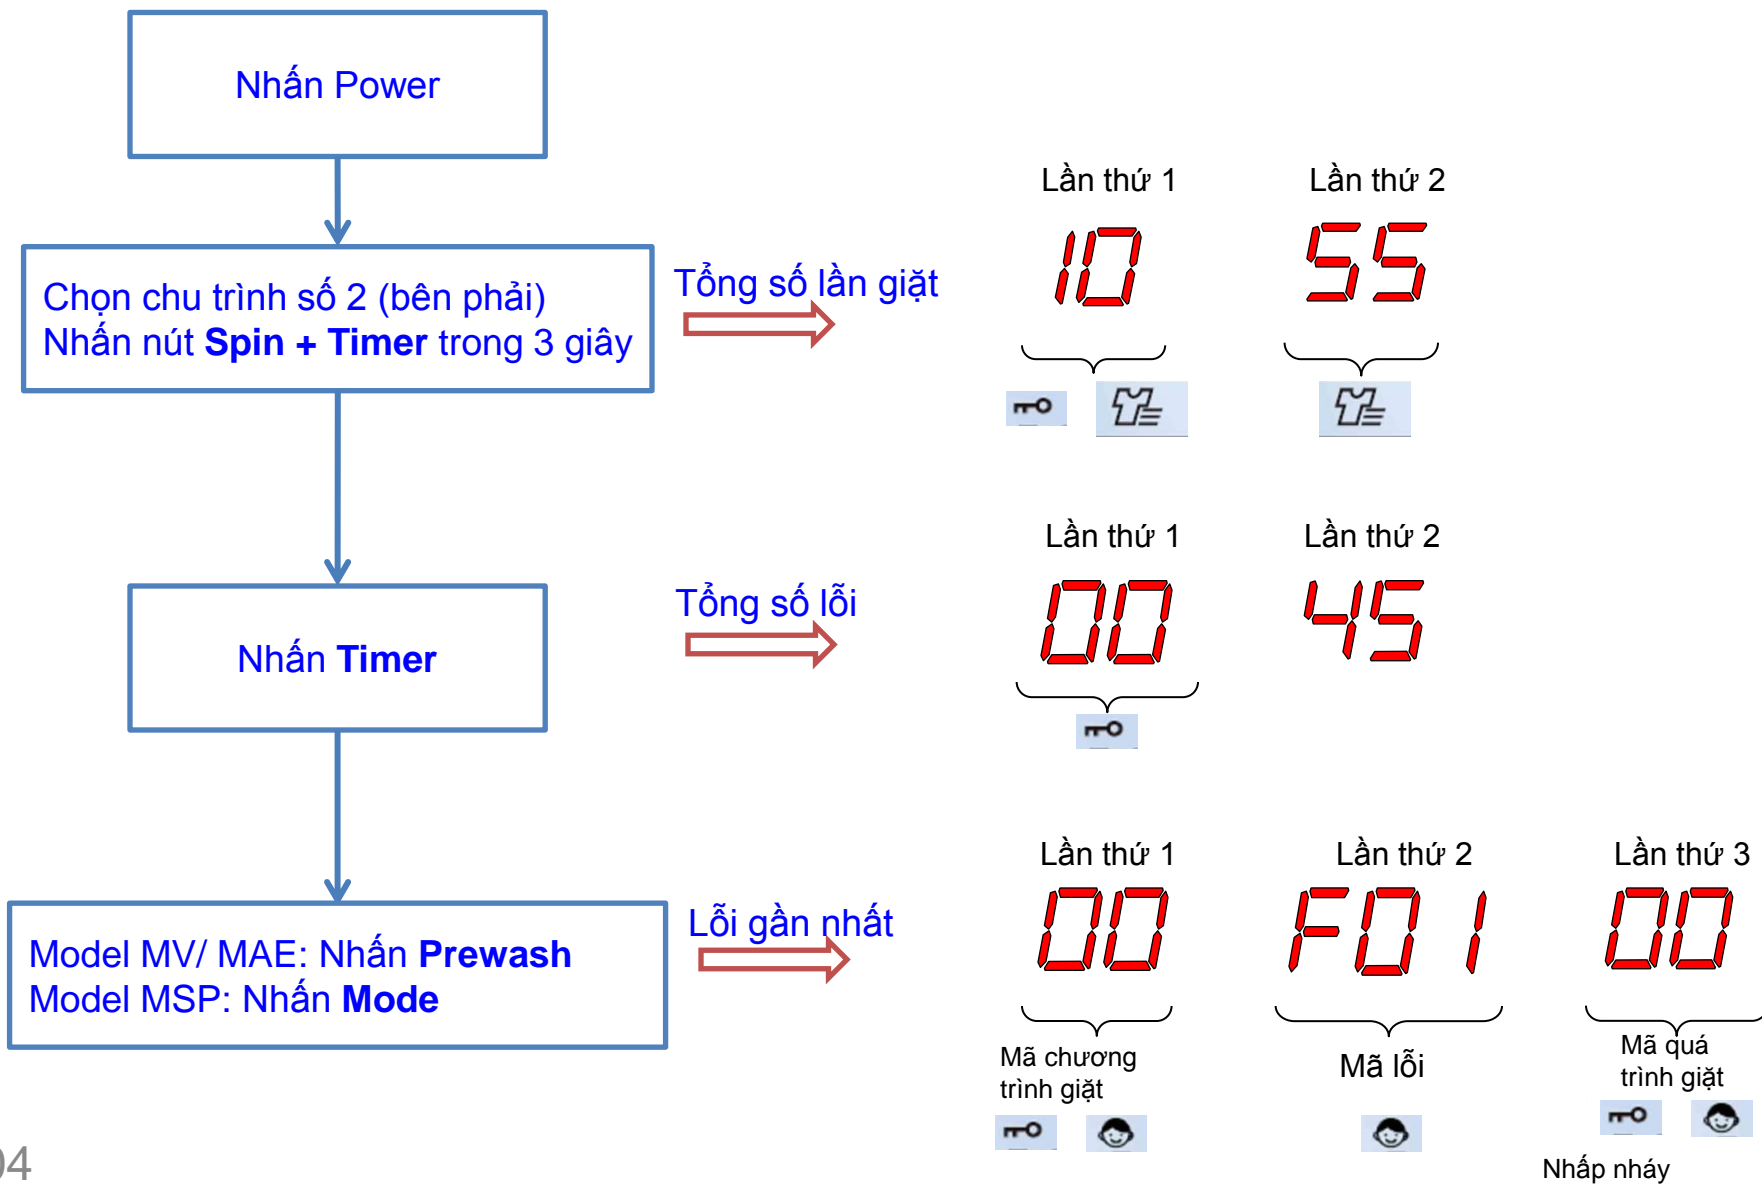 Nhấn Power
Chọn chu trình số 2 (bên phải)
Nhấn nút Spin + Timer trong 3 giây
Tổng số lần giặt
Lần thứ 1
Lần thứ 2
10
55
Nhấn Timer
Tổng số lỗi
Lần thứ 1
Lần thứ 2
00
45
Model MV/ MAE: Nhấn Prewash
Model MSP: Nhấn Mode
Lỗi gần nhất
Lần thứ 1
Lần thứ 2
Lần thứ 3
00
F01
00
Mã chương
trình giặt
Mã lỗi
Mã quá
trình giặt
Nhấp nháy